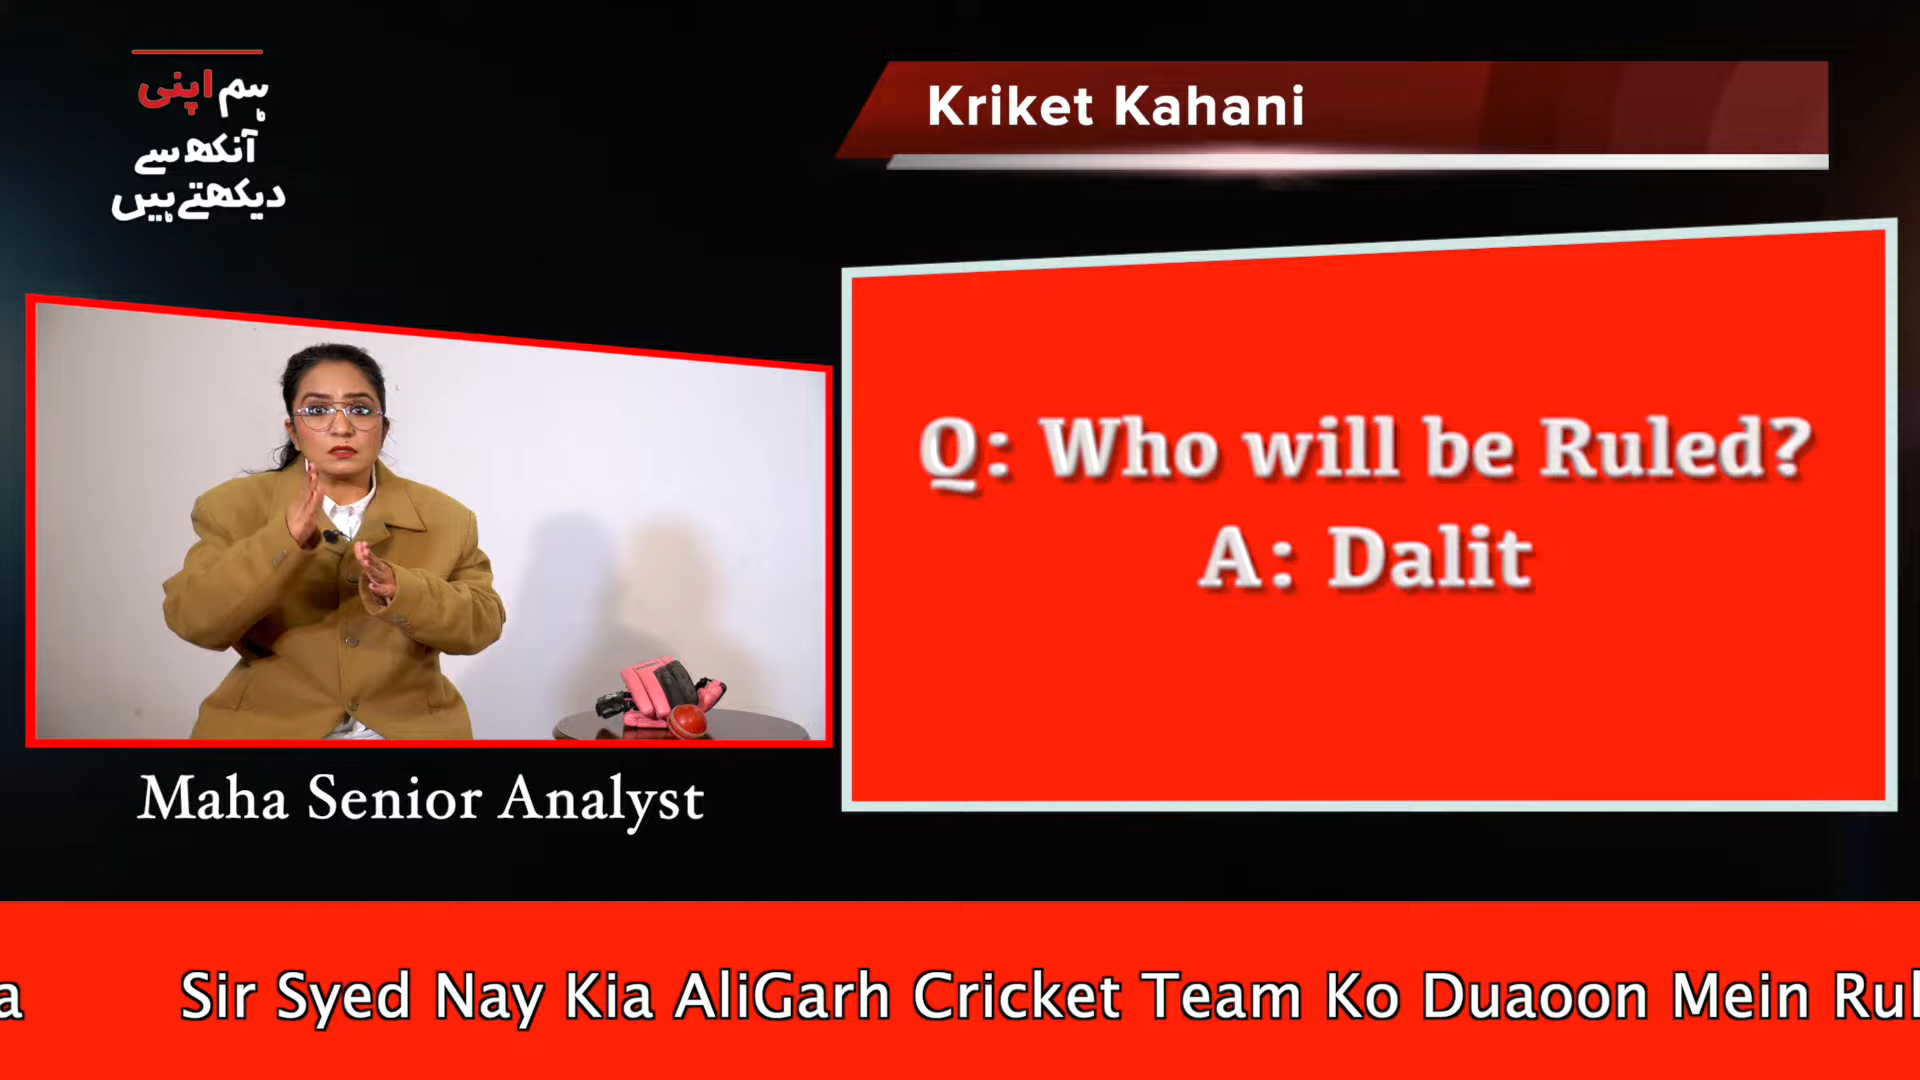 ہم اپنی
آنکھ سے
دیکھتے ہیں
Kriket Kahani
Q: Who will be Ruled?
A: Dalit
Maha Senior Analyst
a Sir Syed Nay Kia AliGarh Cricket Team Ko Duaoon Mein Rul